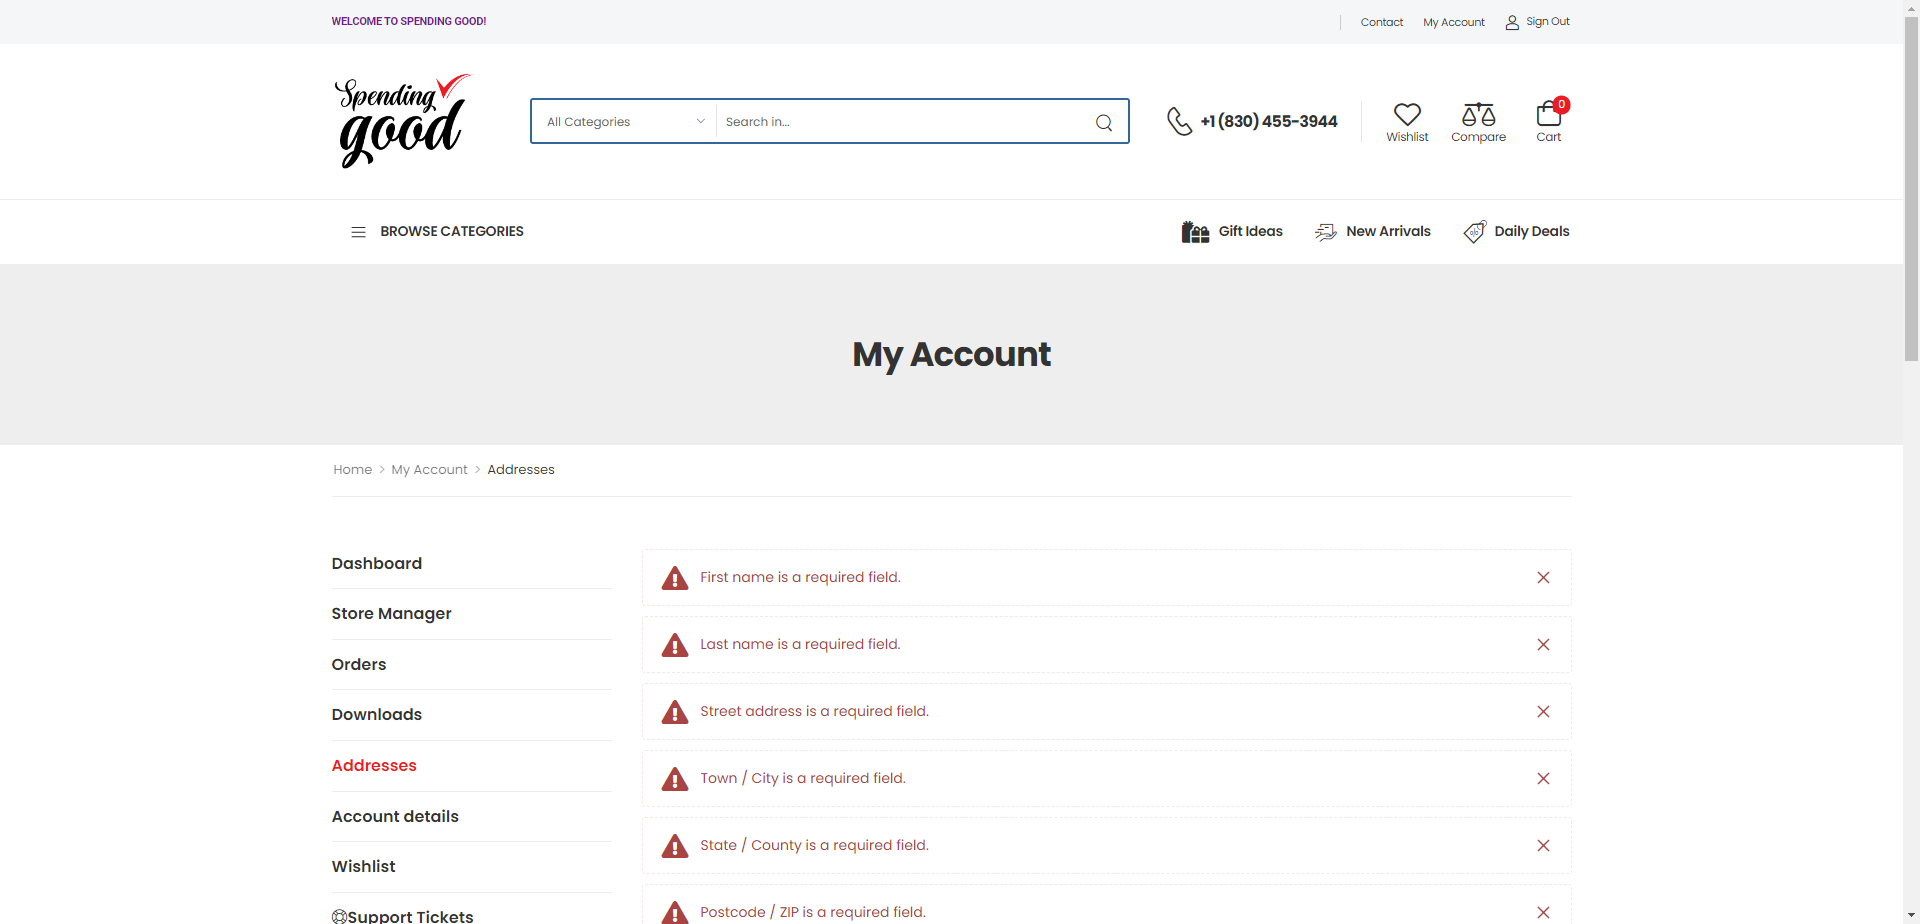 WELCOME TO SPENDING GOOD!
Contact
My Account
Sign Out
Spending
good
All Categories
Search in...
+1 (830) 455-3944
Wishlist
Compare
0
Cart
BROWSE CATEGORIES
Gift Ideas
New Arrivals
Daily Deals
My Account
Home > My Account > Addresses
Dashboard
Store Manager
Orders
Downloads
Addresses
Account details
Wishlist
Support Tickets
First name is a required field.
Last name is a required field.
Street address is a required field.
Town / City is a required field.
State / County is a required field.
Postcode / ZIP is a required field.